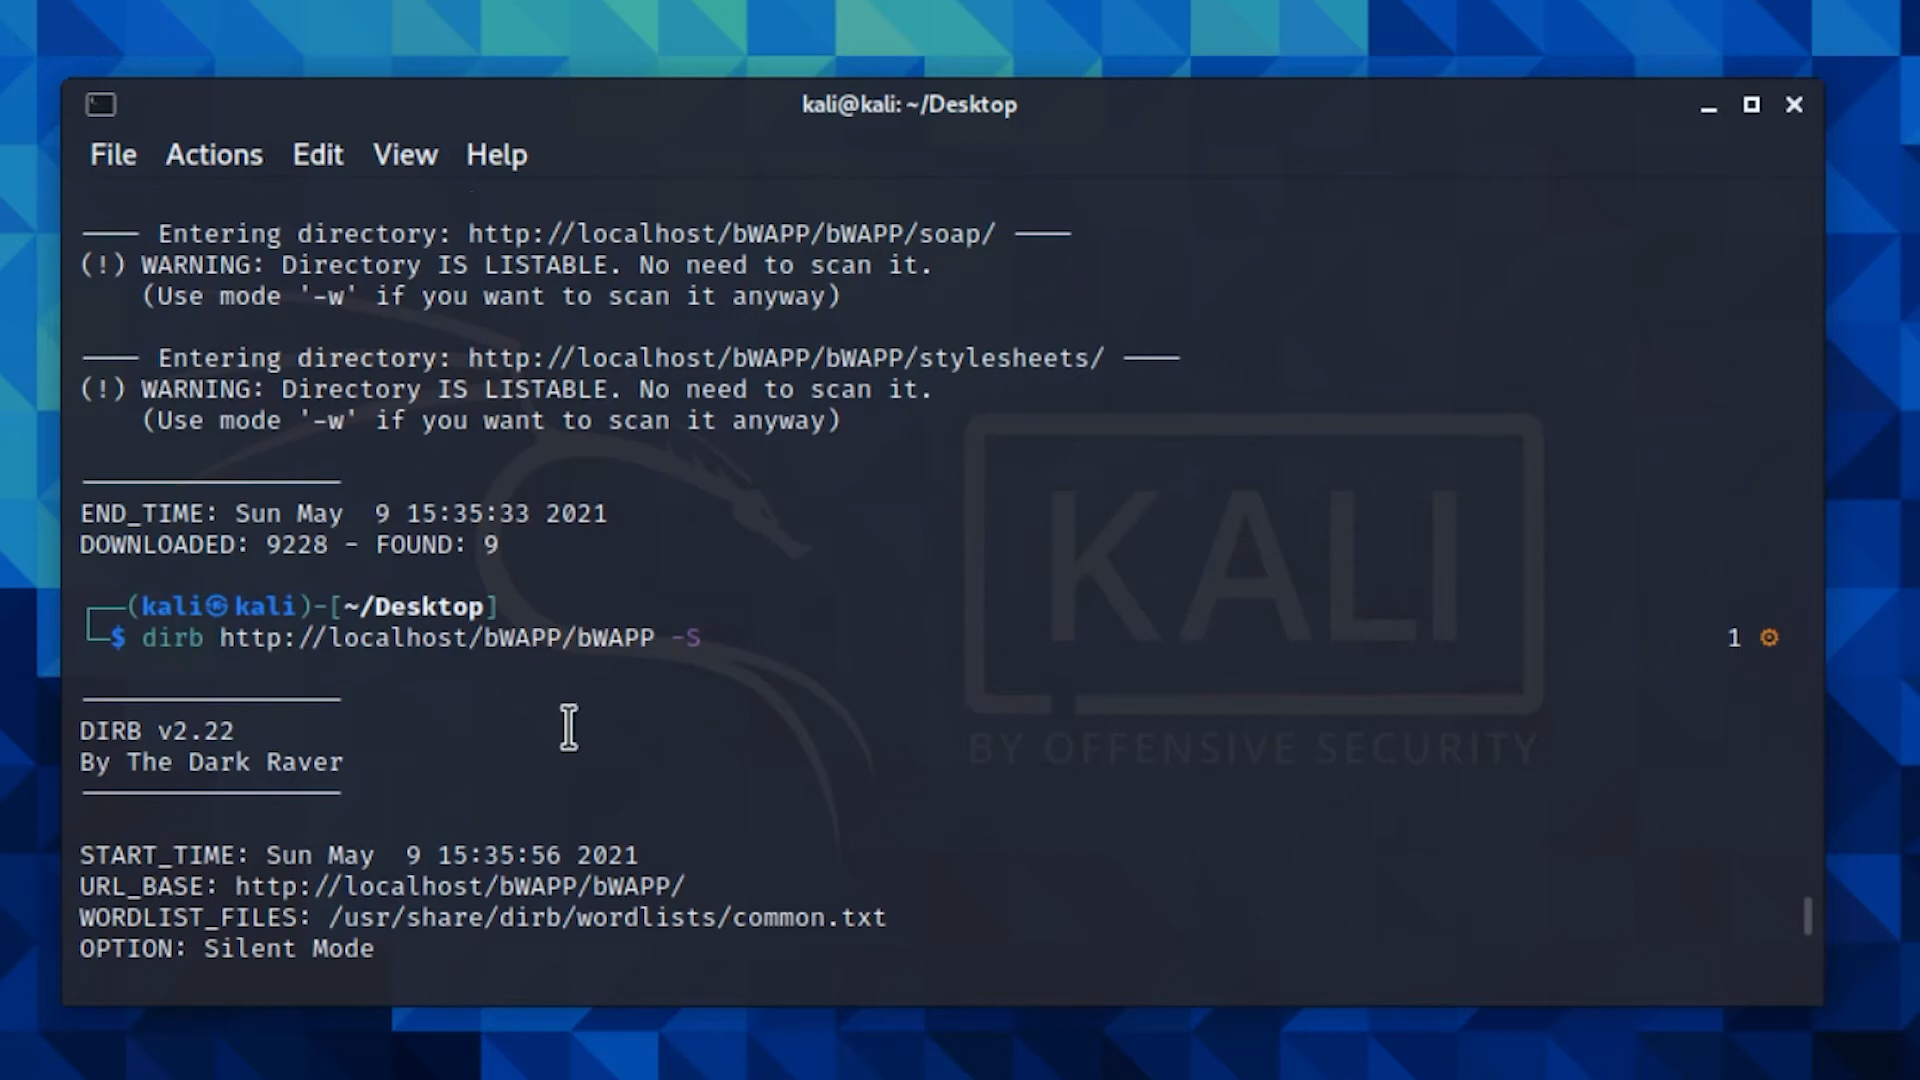 kali@kali: ~/Desktop
File Actions Edit View Help
---- Entering directory: http://localhost/bWAPP/bWAPP/soap/ ----
(!) WARNING: Directory IS LISTABLE. No need to scan it.
(Use mode '-w' if you want to scan it anyway)
---- Entering directory: http://localhost/bWAPP/bWAPP/stylesheets/ ----
(!) WARNING: Directory IS LISTABLE. No need to scan it.
(Use mode '-w' if you want to scan it anyway)
-----------------
END_TIME: Sun May  9 15:35:33 2021
DOWNLOADED: 9228 - FOUND: 9
┌──(kali㉿kali)-[~/Desktop]
└─$ dirb http://localhost/bWAPP/bWAPP -S 1 ⚙
-----------------
DIRB v2.22
By The Dark Raver
-----------------
START_TIME: Sun May  9 15:35:56 2021
URL_BASE: http://localhost/bWAPP/bWAPP/
WORDLIST_FILES: /usr/share/dirb/wordlists/common.txt
OPTION: Silent Mode
KALI
BY OFFENSIVE SECURITY